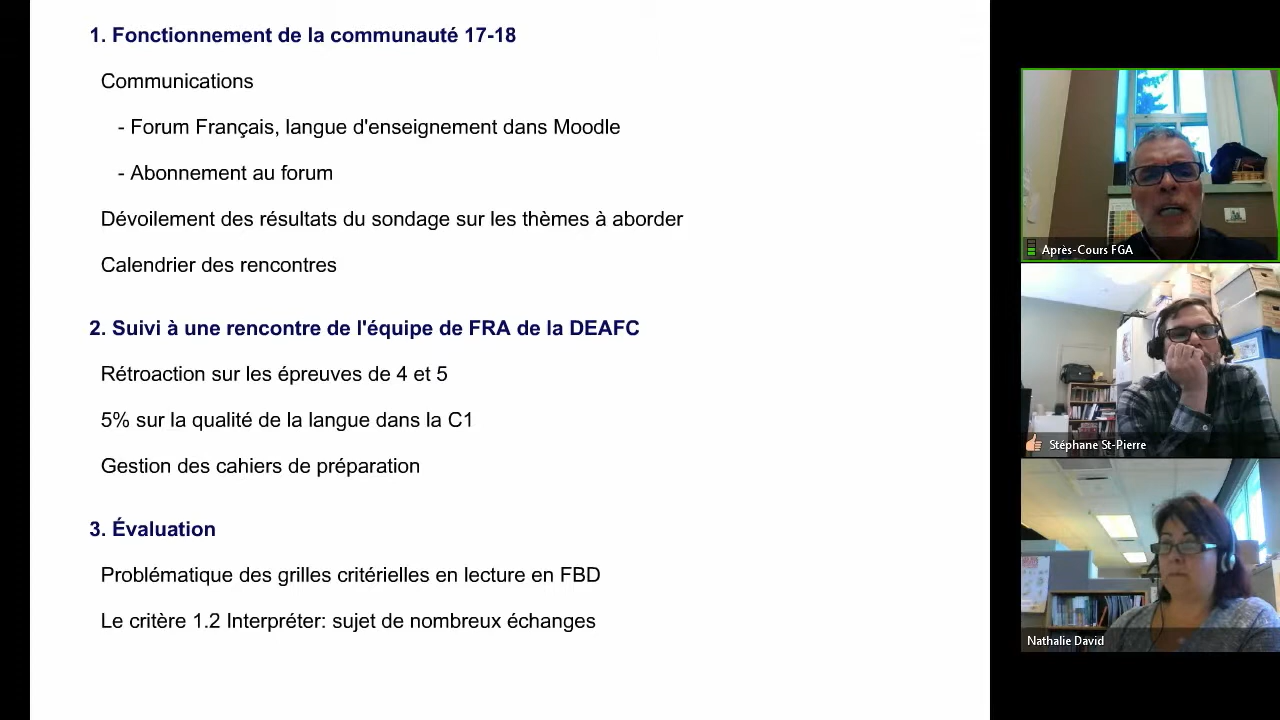 1. Fonctionnement de la communauté 17-18
Communications
- Forum Français, langue d'enseignement dans Moodle
- Abonnement au forum
Dévoilement des résultats du sondage sur les thèmes à aborder
Calendrier des rencontres
2. Suivi à une rencontre de l'équipe de FRA de la DEAFC
Rétroaction sur les épreuves de 4 et 5
5% sur la qualité de la langue dans la C1
Gestion des cahiers de préparation
3. Évaluation
Problématique des grilles critérielles en lecture en FBD
Le critère 1.2 Interpréter: sujet de nombreux échanges
Après-Cours FGA
Stéphane St-Pierre
Nathalie David